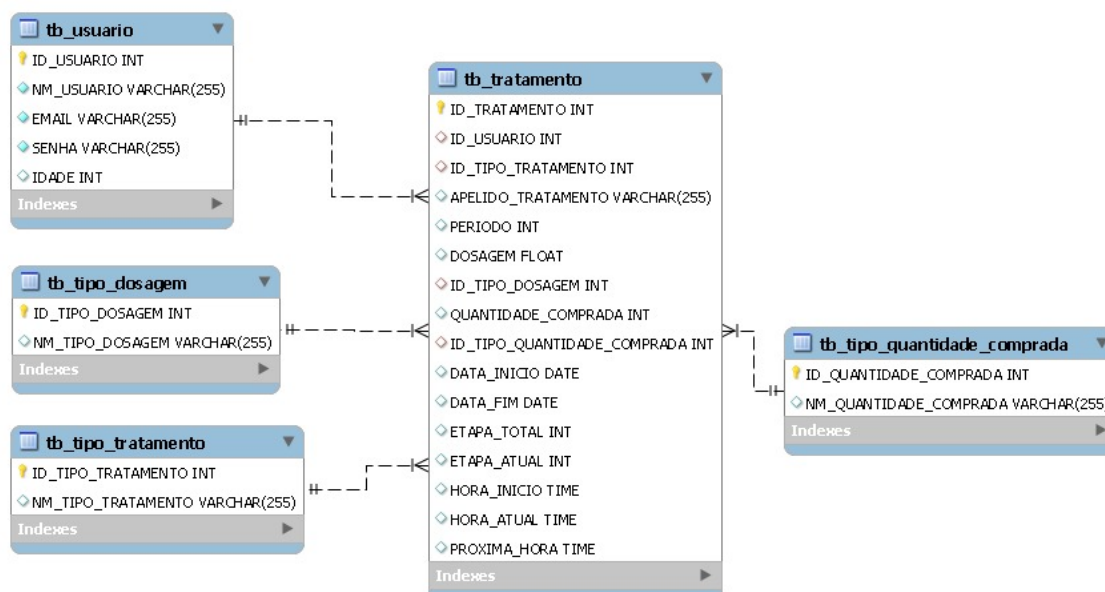 tb_usuario
ID_USUARIO INT
NM_USUARIO VARCHAR(255)
EMAIL VARCHAR(255)
SENHA VARCHAR(255)
IDADE INT
Indexes
tb_tipo_dosagem
ID_TIPO_DOSAGEM INT
NM_TIPO_DOSAGEM VARCHAR(255)
Indexes
tb_tipo_tratamento
ID_TIPO_TRATAMENTO INT
NM_TIPO_TRATAMENTO VARCHAR(255)
Indexes
tb_tratamento
ID_TRATAMENTO INT
ID_USUARIO INT
ID_TIPO_TRATAMENTO INT
APELIDO_TRATAMENTO VARCHAR(255)
PERIODO INT
DOSAGEM FLOAT
ID_TIPO_DOSAGEM INT
QUANTIDADE_COMPRADA INT
ID_TIPO_QUANTIDADE_COMPRADA INT
DATA_INICIO DATE
DATA_FIM DATE
ETAPA_TOTAL INT
ETAPA_ATUAL INT
HORA_INICIO TIME
HORA_ATUAL TIME
PROXIMA_HORA TIME
Indexes
tb_tipo_quantidade_comprada
ID_QUANTIDADE_COMPRADA INT
NM_QUANTIDADE_COMPRADA VARCHAR(255)
Indexes